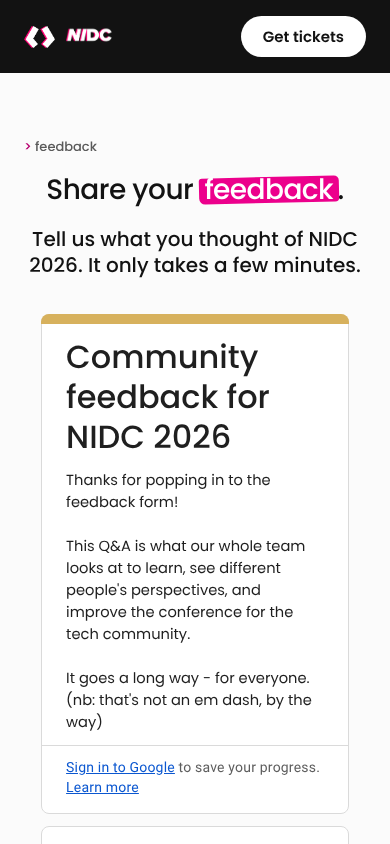 NIDC
Get tickets
> feedback
Share your feedback.
Tell us what you thought of NIDC
2026. It only takes a few minutes.
Community
feedback for
NIDC 2026
Thanks for popping in to the
feedback form!
This Q&A is what our whole team
looks at to learn, see different
people's perspectives, and
improve the conference for the
tech community.
It goes a long way - for everyone.
(nb: that's not an em dash, by the
way)
Sign in to Google to save your progress.
Learn more